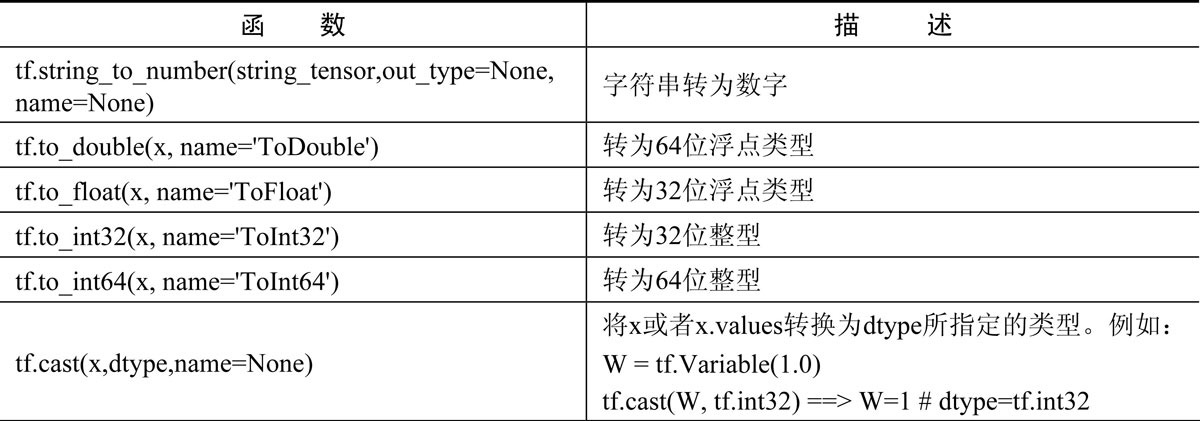 函 数
描 述
tf.string_to_number(string_tensor,out_type=None,
name=None)
字符串转为数字
tf.to_double(x, name='ToDouble')
转为64位浮点类型
tf.to_float(x, name='ToFloat')
转为32位浮点类型
tf.to_int32(x, name='ToInt32')
转为32位整型
tf.to_int64(x, name='ToInt64')
转为64位整型
tf.cast(x,dtype,name=None)
将x或者x.values转换为dtype所指定的类型。例如：
W = tf.Variable(1.0)
tf.cast(W, tf.int32) ==> W=1 # dtype=tf.int32